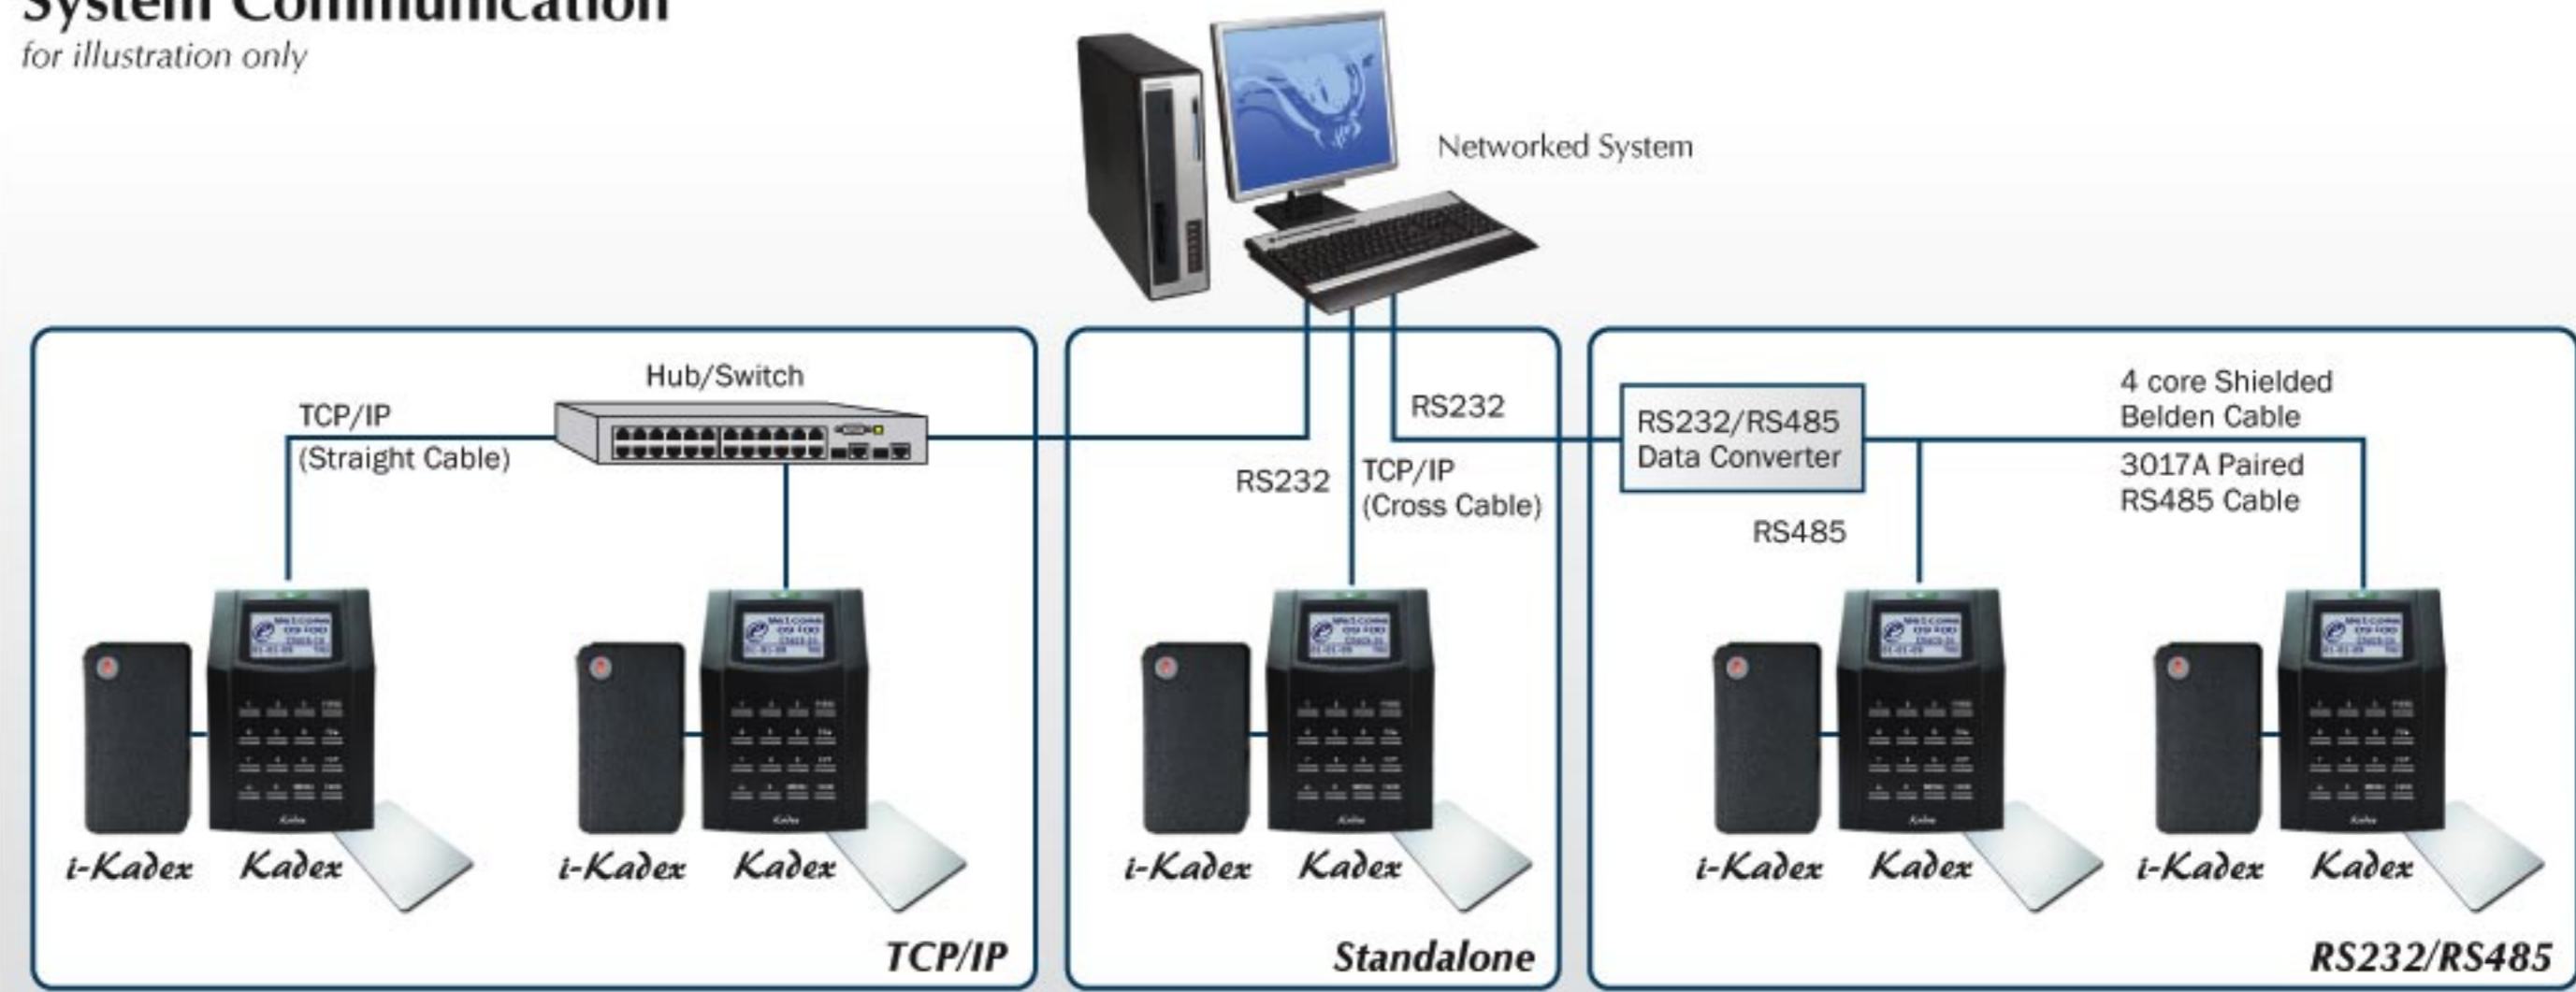 System Communication
for illustration only
Networked System
Hub/Switch
TCP/IP
(Straight Cable)
RS232
TCP/IP
(Cross Cable)
RS232
RS232/RS485
Data Converter
RS485
4 core Shielded
Belden Cable
3017A Paired
RS485 Cable
i-Kadex
Kadex
i-Kadex
Kadex
TCP/IP
i-Kadex
Kadex
Standalone
i-Kadex
Kadex
i-Kadex
Kadex
RS232/RS485